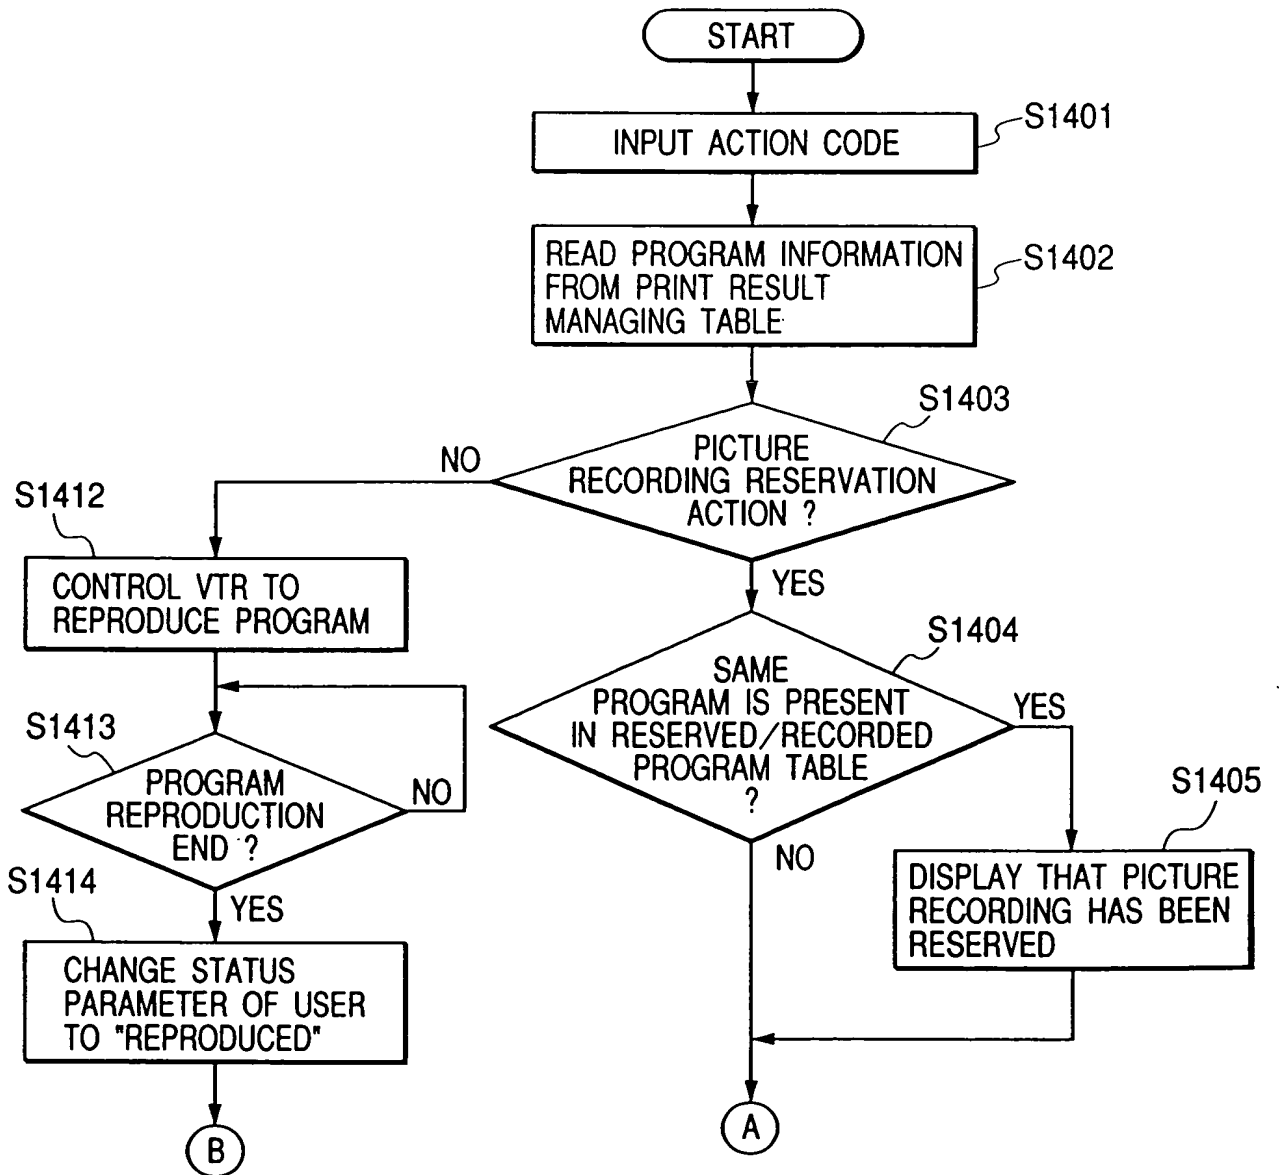 START
INPUT ACTION CODE
S1401
READ PROGRAM INFORMATION
FROM PRINT RESULT
MANAGING TABLE
S1402
PICTURE
RECORDING RESERVATION
ACTION ?
S1403
NO
YES
S1412
CONTROL VTR TO
REPRODUCE PROGRAM
S1413
PROGRAM
REPRODUCTION
END ?
NO
YES
S1414
CHANGE STATUS
PARAMETER OF USER
TO "REPRODUCED"
B
S1404
SAME
PROGRAM IS PRESENT
IN RESERVED/RECORDED
PROGRAM TABLE
?
YES
NO
S1405
DISPLAY THAT PICTURE
RECORDING HAS BEEN
RESERVED
A